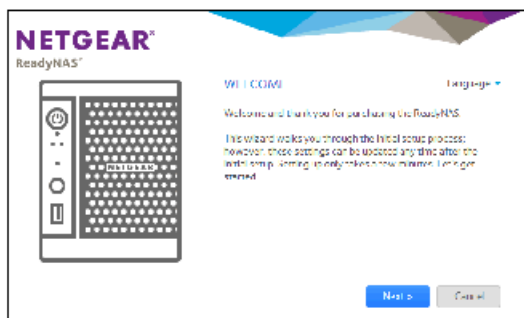 NETGEAR®
ReadyNAS®
WELCOME
Language
Welcome and thank you for purchasing the ReadyNAS.
This wizard walks you through the initial setup process;
however, these settings can be updated any time after the
initial setup. Setting up only takes a few minutes. Let's get
started.
NETGEAR
Next >
Cancel